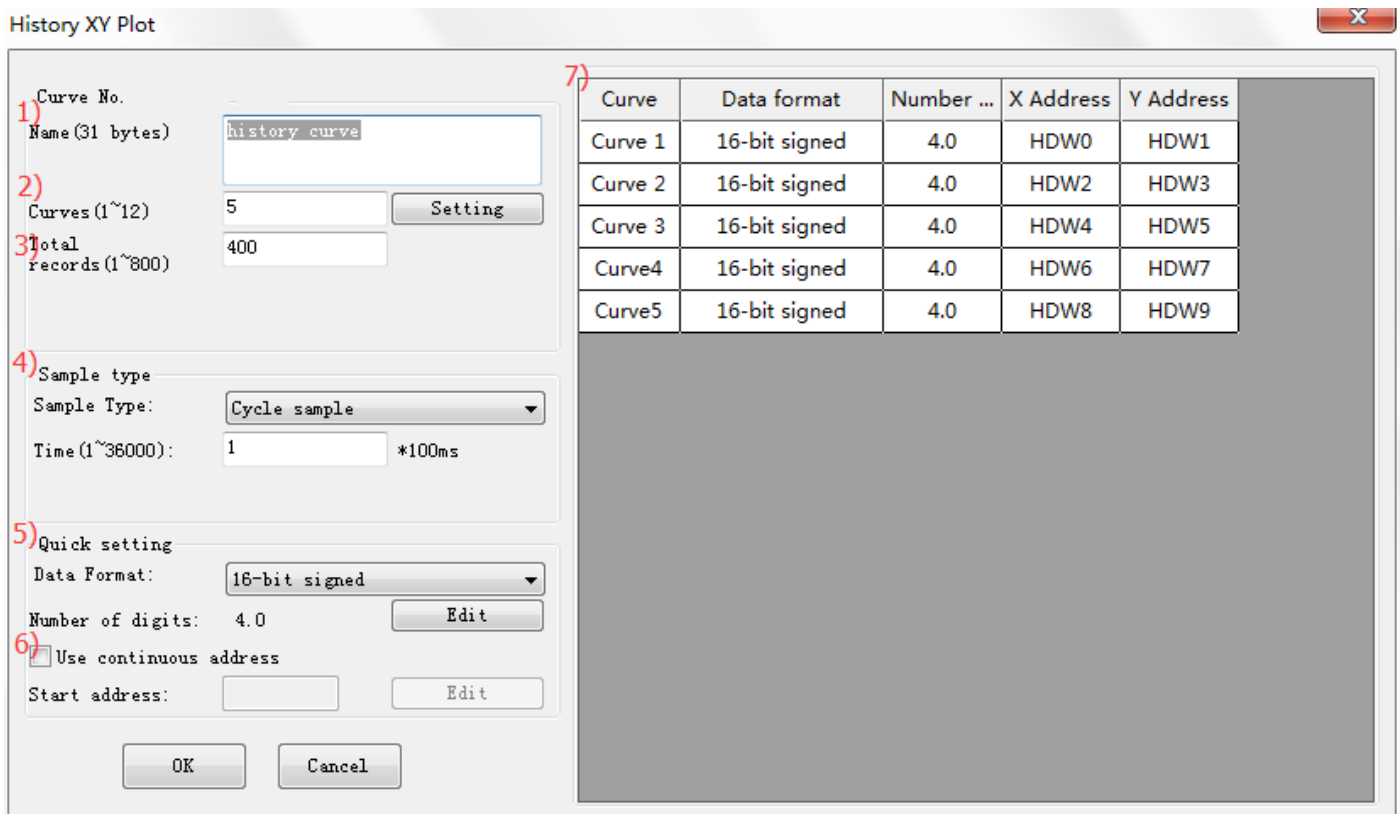 History XY Plot
x
Curve No.
1)
Name(31 bytes)
history curve
2)
Curves(1~12)
5
Setting
3)
Total
records(1~800)
400
4)
Sample type
Sample Type:
Cycle sample
Time(1~36000):
1
*100ms
5)
Quick setting
Data Format:
16-bit signed
Number of digits:
4.0
Edit
6)
Use continuous address
Start address:
Edit
OK
Cancel
7)
Curve Data format Number ... X Address Y Address
Curve 1 16-bit signed 4.0 HDW0 HDW1
Curve 2 16-bit signed 4.0 HDW2 HDW3
Curve 3 16-bit signed 4.0 HDW4 HDW5
Curve4 16-bit signed 4.0 HDW6 HDW7
Curve5 16-bit signed 4.0 HDW8 HDW9